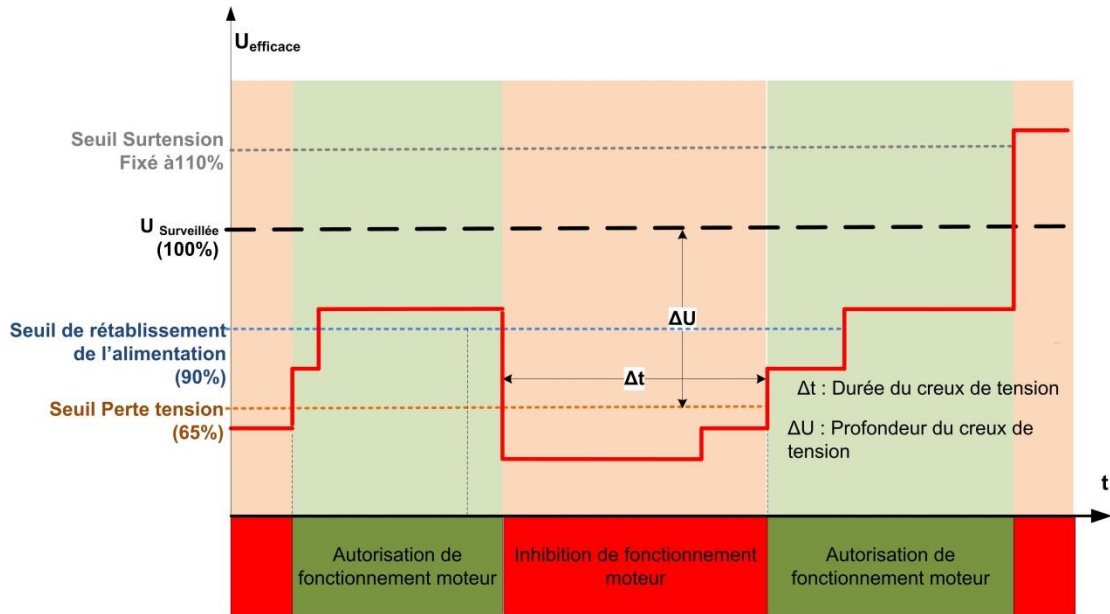 U efficace
Seuil Surtension
Fixé à110%
U Surveillée
(100%)
Seuil de rétablissement
de l'alimentation
(90%)
ΔU
Δt
Δt : Durée du creux de tension
Seuil Perte tension
(65%)
ΔU : Profondeur du creux de
tension
t
Autorisation de
fonctionnement moteur
Inhibition de fonctionnement
moteur
Autorisation de
fonctionnement moteur